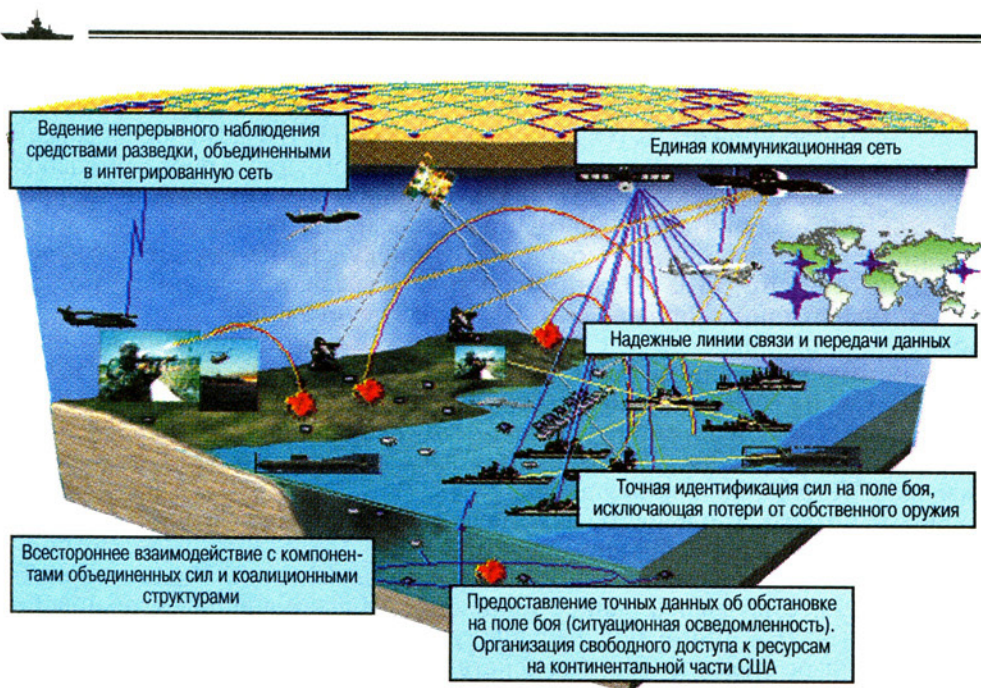 Ведение непрерывного наблюдения
средствами разведки, объединенными
в интегрированную сеть
Единая коммуникационная сеть
Надежные линии связи и передачи данных
Точная идентификация сил на поле боя,
исключающая потери от собственного оружия
Всестороннее взаимодействие с компонен-
тами объединенных сил и коалиционными
структурами
Предоставление точных данных об обстановке
на поле боя (ситуационная осведомленность).
Организация свободного доступа к ресурсам
на континентальной части США